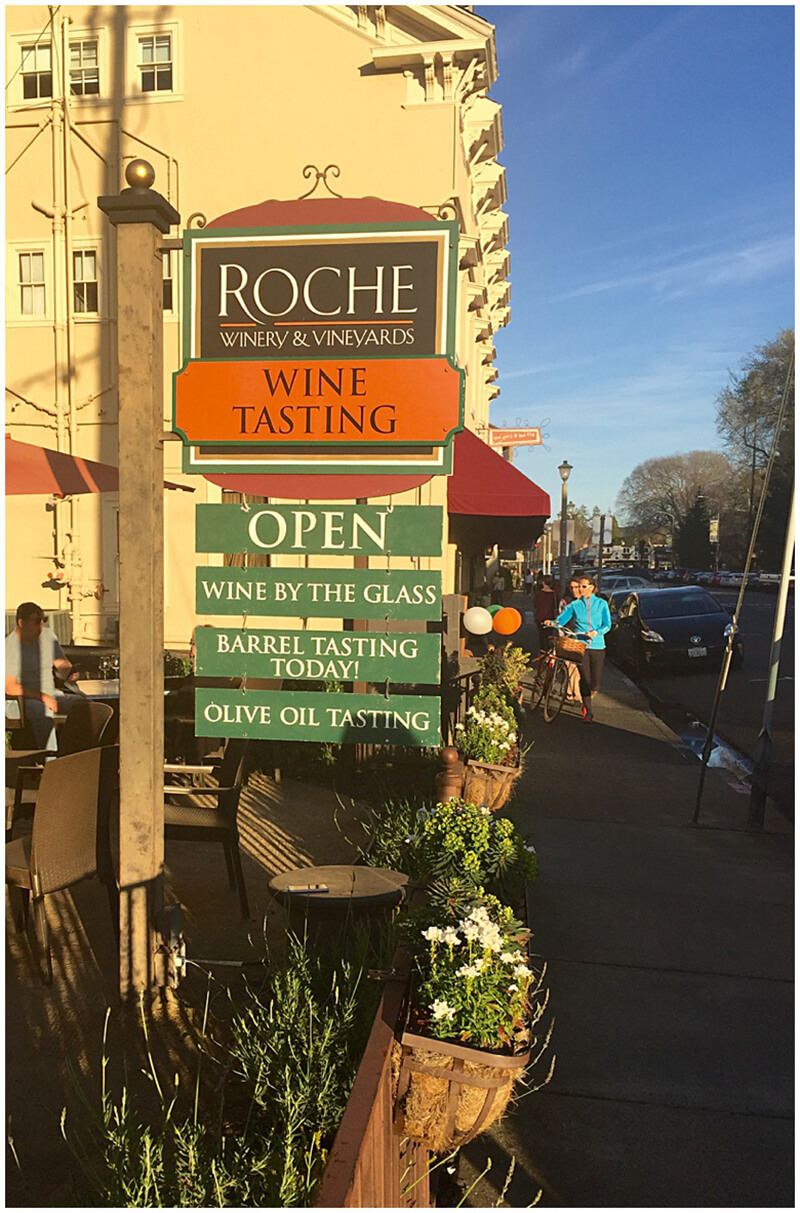 ROCHE
WINERY & VINEYARDS
WINE
TASTING
OPEN
WINE BY THE GLASS
BARREL TASTING
TODAY!
OLIVE OIL TASTING